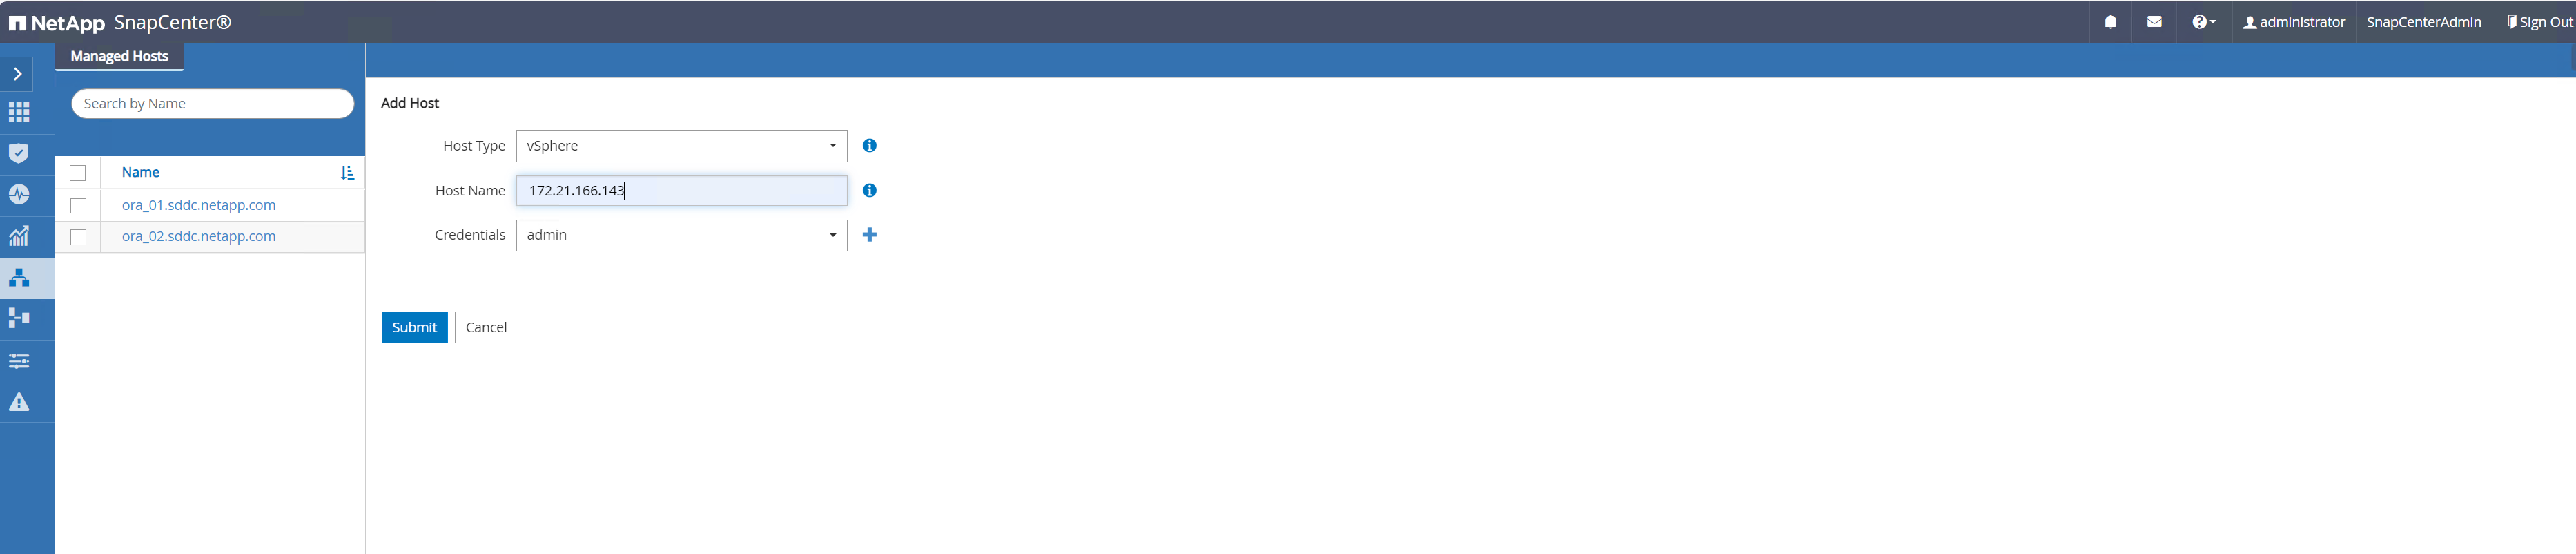 NetApp SnapCenter®
administrator SnapCenterAdmin Sign Out
Managed Hosts
Search by Name
Name
ora_01.sddc.netapp.com
ora_02.sddc.netapp.com
Add Host
Host Type vSphere
Host Name 172.21.166.143
Credentials admin
Submit Cancel